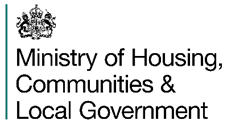 Ministry of Housing,
Communities &
Local Government